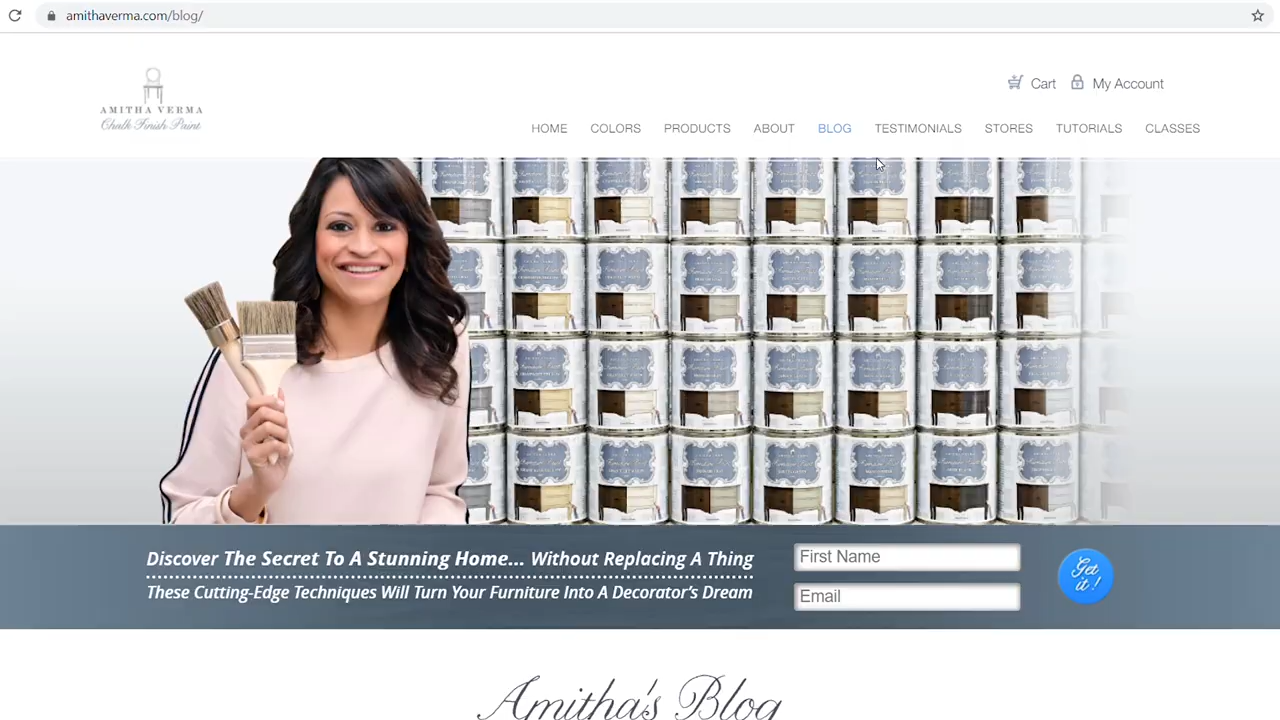 amithaverma.com/blog/
AMITHA VERMA
Chalk Finish Paint
Cart
My Account
HOME
COLORS
PRODUCTS
ABOUT
BLOG
TESTIMONIALS
STORES
TUTORIALS
CLASSES
Discover The Secret To A Stunning Home... Without Replacing A Thing
These Cutting-Edge Techniques Will Turn Your Furniture Into A Decorator's Dream
First Name
Email
Get
it!
Amitha's Blog